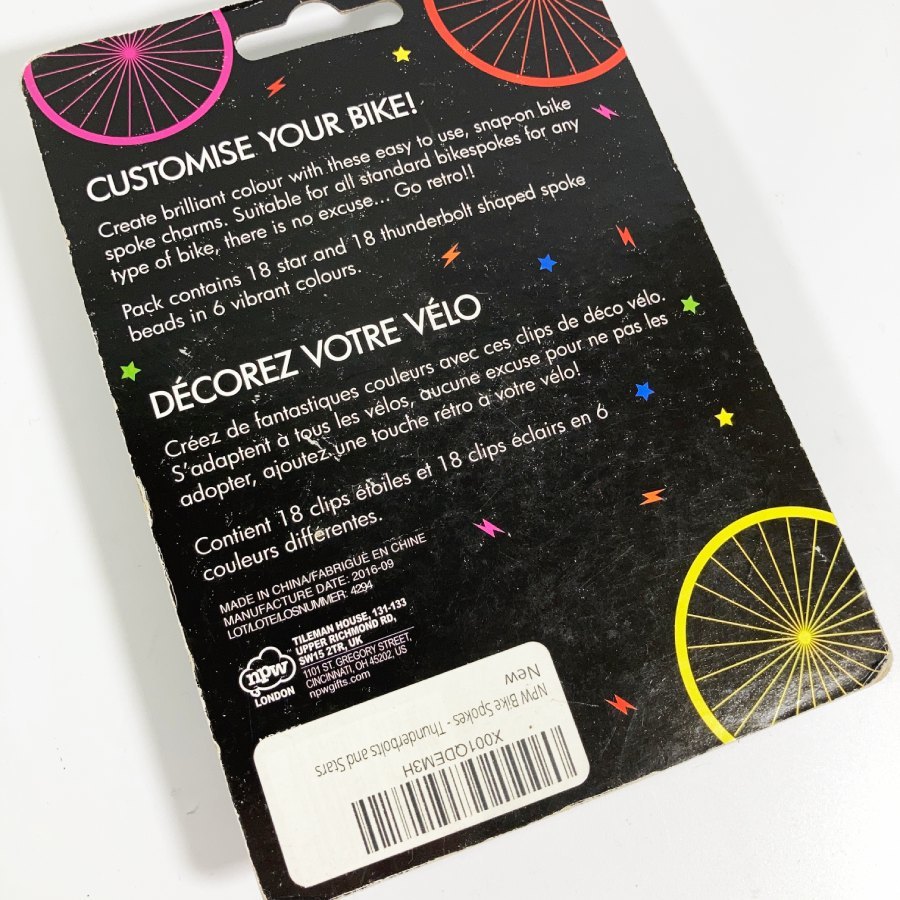 CUSTOMISE YOUR BIKE!
Create brilliant colour with these easy to use, snap-on bike
spoke charms. Suitable for all standard bikespokes for any
type of bike, there is no excuse... Go retro!!
Pack contains 18 star and 18 thunderbolt shaped spoke
beads in 6 vibrant colours.
DÉCOREZ VOTRE VÉLO
Créez de fantastiques couleurs avec ces clips de déco vélo.
S'adaptent à tous les vélos, aucune excuse pour ne pas les
adopter, ajoutez une touche rétro à votre vélo!
Contient 18 clips étoiles et 18 clips éclairs en 6
couleurs différentes.
MADE IN CHINA/FABRIGUÉ EN CHINE
MANUFACTURE DATE: 2016-09
LOT/LOTE/LOSNUMMER: 4294
npw
LONDON
TILEMAN HOUSE, 131-133
UPPER RICHMOND RD,
SW15 2TR, UK
1101 ST. GREGORY STREET,
CINCINNATI, OH 45202, US
npwgifts.com
X001QDEM3H
NPW Bike Spokes - Thunderbolts and Stars
New